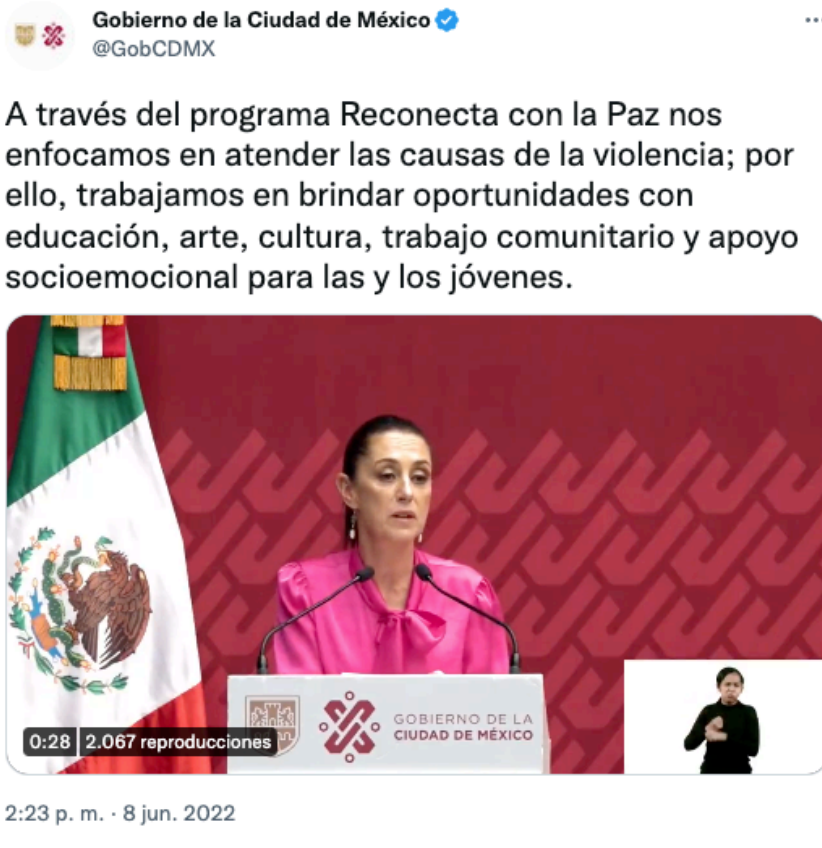 Gobierno de la Ciudad de México
@GobCDMX
A través del programa Reconecta con la Paz nos
enfocamos en atender las causas de la violencia; por
ello, trabajamos en brindar oportunidades con
educación, arte, cultura, trabajo comunitario y apoyo
socioemocional para las y los jóvenes.
GOBIERNO DE LA
CIUDAD DE MÉXICO
0:28 2.067 reproducciones
2:23 p. m. · 8 jun. 2022